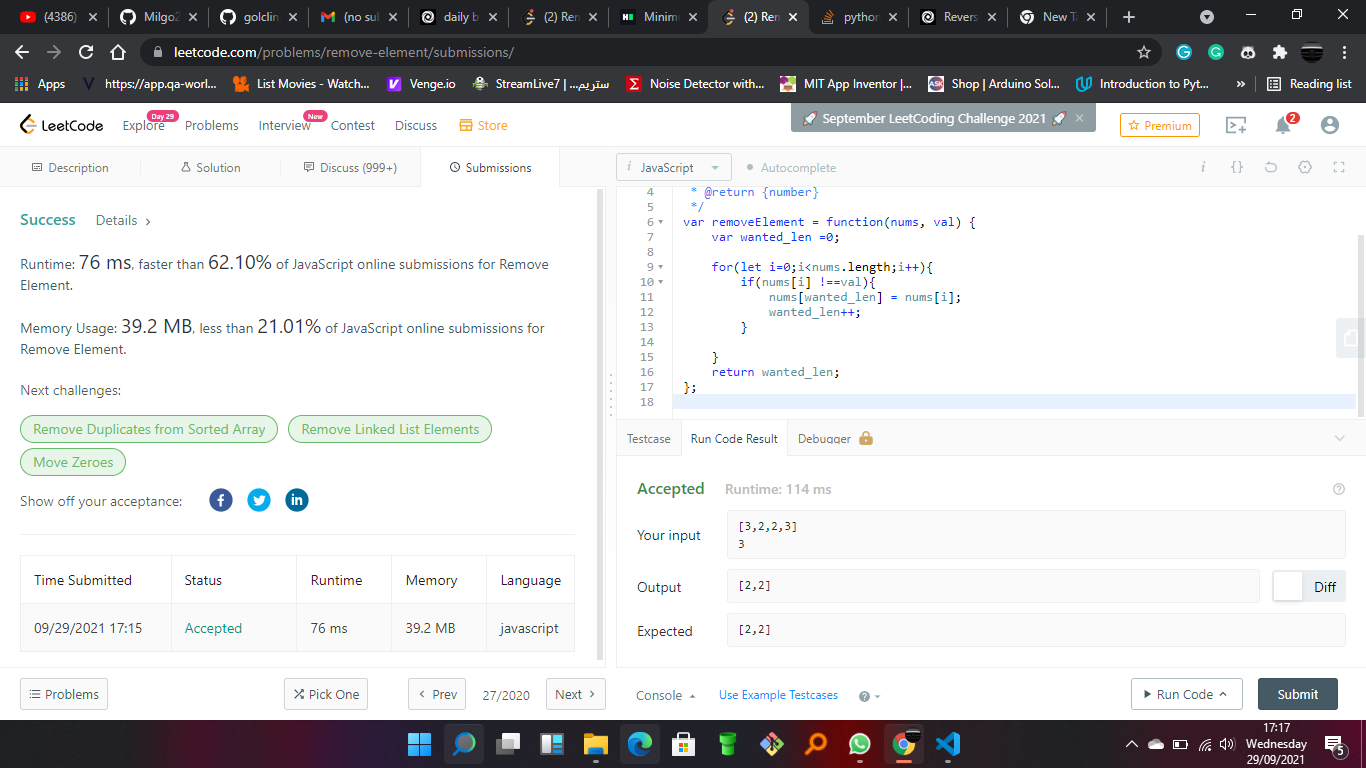 (4386)
MilgoZ
golclin
(no sul
daily b
(2) Ren
Minim
(2) Ren
python
Revers
New Ta
leetcode.com/problems/remove-element/submissions/
Apps
https://app.qa-worl...
List Movies - Watch...
Venge.io
StreamLive7 | ستريم...
Noise Detector with...
MIT App Inventor |...
Shop | Arduino Sol...
Introduction to Pyt...
»
Reading list
LeetCode
Explore
Day 29
Problems
Interview
New
Contest
Discuss
Store
🚀 September LeetCoding Challenge 2021 🚀 ×
Premium
2
Description
Solution
Discuss (999+)
Submissions
i JavaScript
Autocomplete
i {}
Success Details >
Runtime: 76 ms, faster than 62.10% of JavaScript online submissions for Remove
Element.
Memory Usage: 39.2 MB, less than 21.01% of JavaScript online submissions for
Remove Element.
Next challenges:
Remove Duplicates from Sorted Array
Remove Linked List Elements
Move Zeroes
Show off your acceptance:
Time Submitted Status Runtime Memory Language
09/29/2021 17:15 Accepted 76 ms 39.2 MB javascript
4 * @return {number}
5 */
6 var removeElement = function(nums, val) {
7 var wanted_len =0;
8
9 for(let i=0;i<nums.length;i++){
10 if(nums[i] !==val){
11 nums[wanted_len] = nums[i];
12 wanted_len++;
13 }
14
15 }
16 return wanted_len;
17 };
18
Testcase
Run Code Result
Debugger
Accepted Runtime: 114 ms
Your input
[3,2,2,3]
3
Output
[2,2]
Diff
Expected
[2,2]
Problems
Pick One
< Prev
27/2020
Next >
Console
Use Example Testcases
Run Code
Submit
17:17
Wednesday
29/09/2021
5